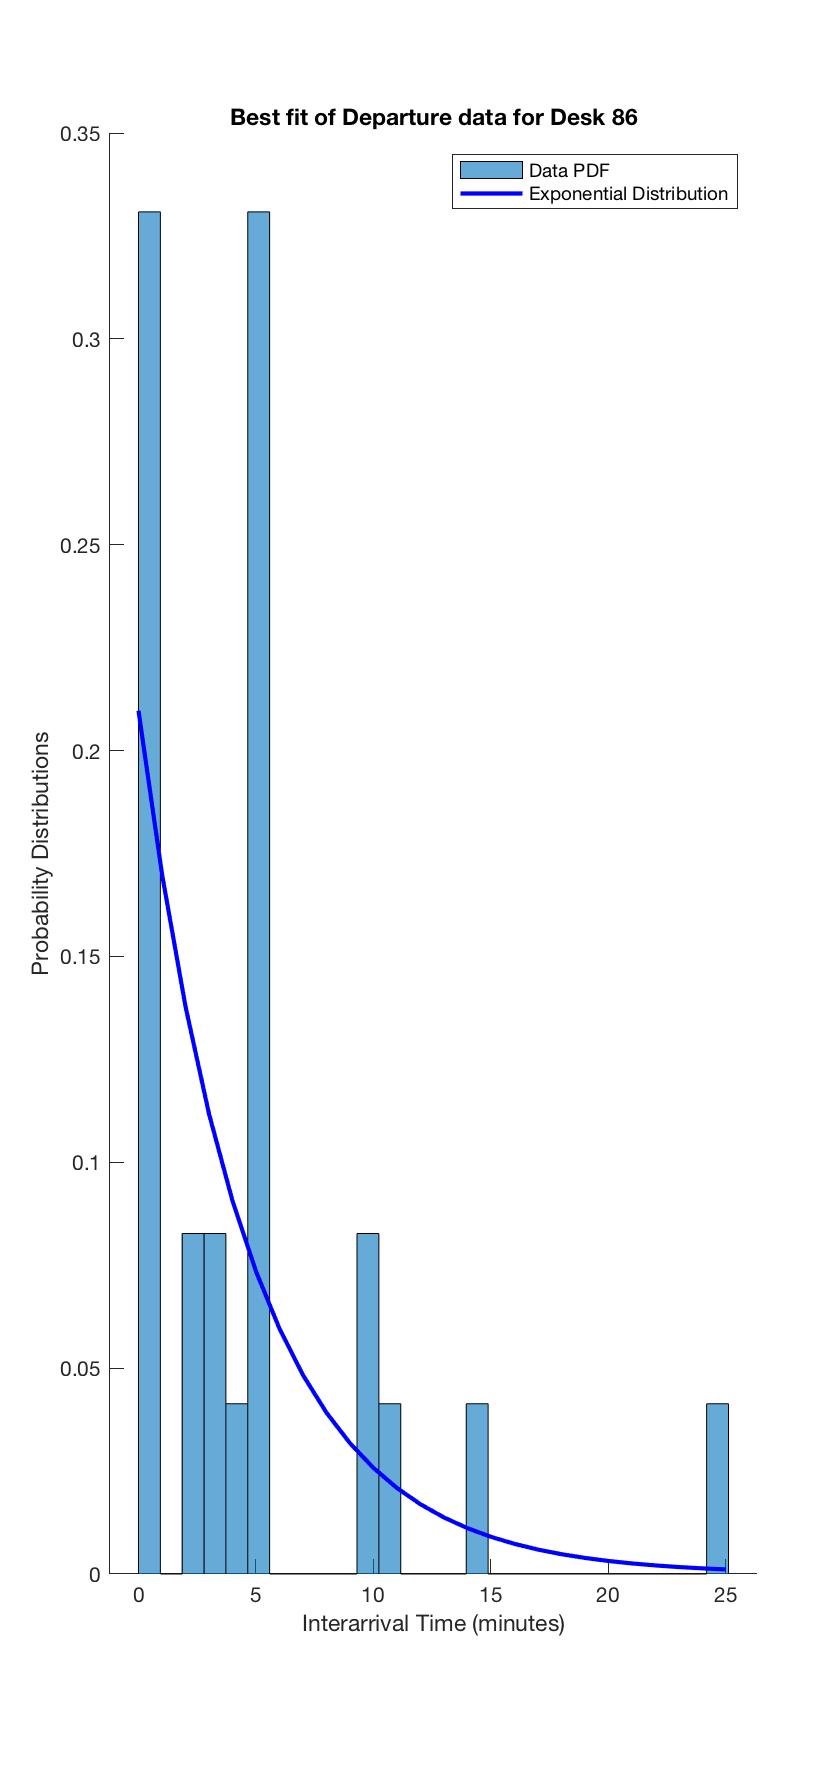 Best fit of Departure data for Desk 86
Data PDF
Exponential Distribution
0.35
0.3
0.25
0.2
0.15
0.1
0.05
0
Probability Distributions
0 5 10 15 20 25
Interarrival Time (minutes)